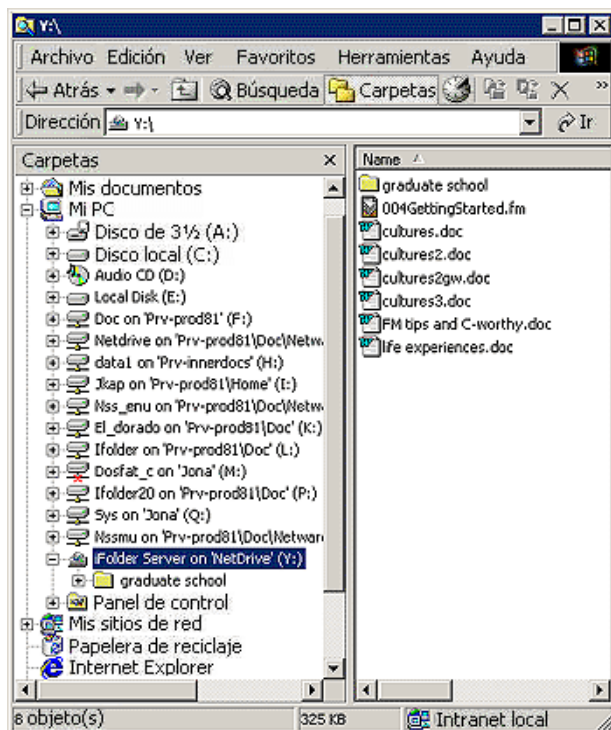 Y:\
Archivo Edición Ver Favoritos Herramientas Ayuda
Atrás Búsqueda Carpetas »
Dirección Y:\ Ir
Carpetas ×
Mis documentos
Mi PC
Disco de 3½ (A:)
Disco local (C:)
Audio CD (D:)
Local Disk (E:)
Doc on 'Prv-prod81' (F:)
Netdrive on 'Prv-prod81\Doc\Netw
data1 on 'Prv-innerdocs' (H:)
Jkap on 'Prv-prod81\Home' (I:)
Nss_enu on 'Prv-prod81\Doc\Netw
El_dorado on 'Prv-prod81\Doc' (K:)
Ifolder on 'Prv-prod81\Doc' (L:)
Dosfat_c on 'Jona' (M:)
Ifolder20 on 'Prv-prod81\Doc' (P:)
Sys on 'Jona' (Q:)
Nssmu on 'Prv-prod81\Doc\Netwar
iFolder Server on 'NetDrive' (Y:)
graduate school
Panel de control
Mis sitios de red
Papelera de reciclaje
Internet Explorer
Name
graduate school
004GettingStarted.fm
cultures.doc
cultures2.doc
cultures2gw.doc
cultures3.doc
FM tips and C-worthy.doc
life experiences.doc
8 objeto(s) 325 KB Intranet local